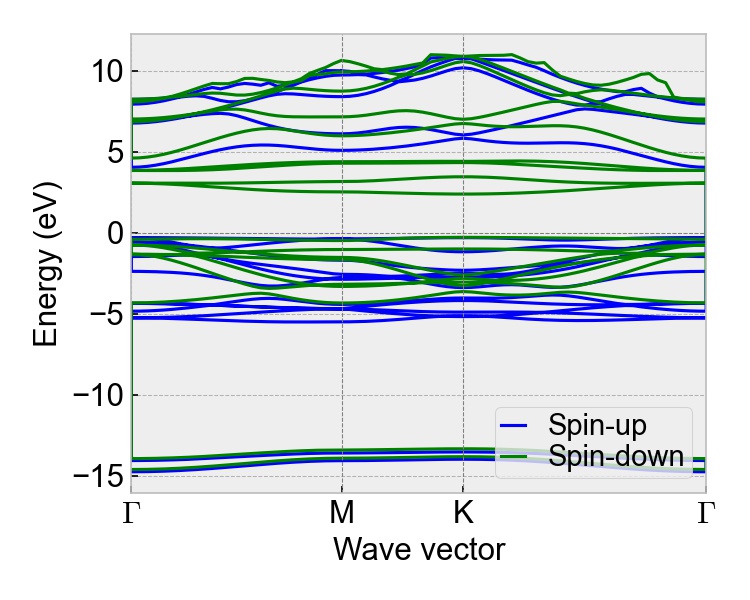 Energy (eV)
10
5
0
−5
−10
−15
Spin-up
Spin-down
Γ M K Γ
Wave vector